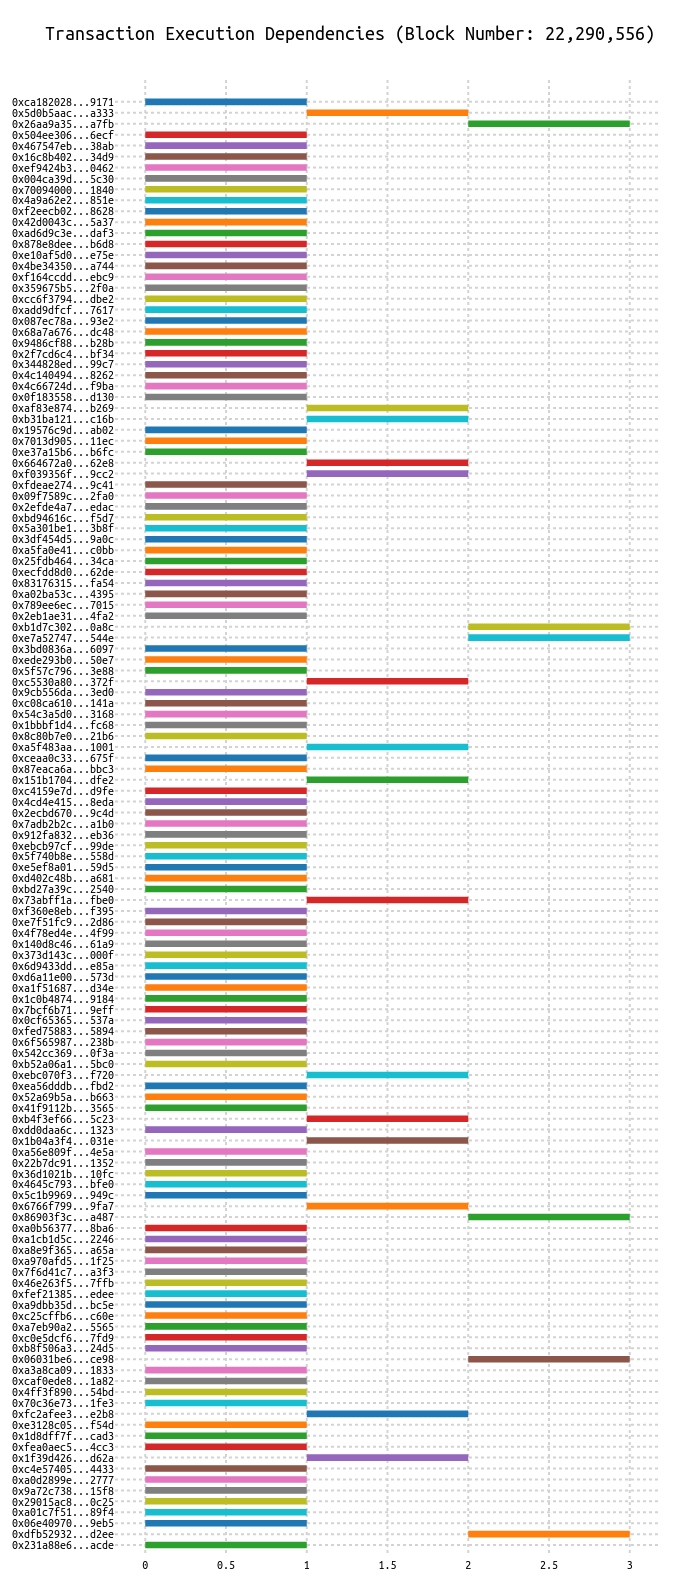 Transaction Execution Dependencies (Block Number: 22,290,556)
0xca182028...9171
0x5d0b5aac...a333
0x26aa9a35...a7fb
0x504ee306...6ecf
0x467547eb...38ab
0x16c8b402...34d9
0xef9424b3...0462
0x004ca39d...5c30
0x70094000...1840
0x4a9a62e2...851e
0xf2eecb02...8628
0x42d0043c...5a37
0xad6d9c3e...daf3
0x878e8dee...b6d8
0xe10af5d0...e75e
0x4be34350...a744
0xf164ccdd...ebc9
0x359675b5...2f0a
0xcc6f3794...dbe2
0xadd9dfcf...7617
0x087ec78a...93e2
0x68a7a676...dc48
0x9486cf88...b28b
0x2f7cd6c4...bf34
0x344828ed...99c7
0x4c140494...8262
0x4c66724d...f9ba
0x0f183558...d130
0xaf83e874...b269
0xb31ba121...c16b
0x19576c9d...ab02
0x7013d905...11ec
0xe37a15b6...b6fc
0x664672a0...62e8
0xf039356f...9cc2
0xfdeae274...9c41
0x09f7589c...2fa0
0x2efde4a7...edac
0xbd94616c...f5d7
0x5a301be1...3b8f
0x3df454d5...9a0c
0xa5fa0e41...c0bb
0x25fdb464...34ca
0xecfdd8d0...62de
0x83176315...fa54
0xa02ba53c...4395
0x789ee6ec...7015
0x2eb1ae31...4fa2
0xb1d7c302...0a8c
0xe7a52747...544e
0x3bd0836a...6097
0xede293b0...50e7
0x5f57c796...3e88
0xc5530a80...372f
0x9cb556da...3ed0
0xc08ca610...141a
0x54c3a5d0...3168
0x1bbbf1d4...fc68
0x8c80b7e0...21b6
0xa5f483aa...1001
0xceaa0c33...675f
0x87eaca6a...bbc3
0x151b1704...dfe2
0xc4159e7d...d9fe
0x4cd4e415...8eda
0x2ecbd670...9c4d
0x7adb2b2c...a1b0
0x912fa832...eb36
0xebcb97cf...99de
0x5f740b8e...558d
0xe5ef8a01...59d5
0xd402c48b...a681
0xbd27a39c...2540
0x73abff1a...fbe0
0xf360e8eb...f395
0xe7f51fc9...2d86
0x4f78ed4e...4f99
0x140d8c46...61a9
0x373d143c...000f
0x6d9433dd...e85a
0xd6a11e00...573d
0xa1f51687...d34e
0x1c0b4874...9184
0x7bcf6b71...9eff
0x0cf65365...537a
0xfed75883...5894
0x6f565987...238b
0x542cc369...0f3a
0xb52a06a1...5bc0
0xebc070f3...f720
0xea56dddb...fbd2
0x52a69b5a...b663
0x41f9112b...3565
0xb4f3ef66...5c23
0xdd0daa6c...1323
0x1b04a3f4...031e
0xa56e809f...4e5a
0x22b7dc91...1352
0x36d1021b...10fc
0x4645c793...bfe0
0x5c1b9969...949c
0x6766f799...9fa7
0x86903f3c...a487
0xa0b56377...8ba6
0xa1cb1d5c...2246
0xa8e9f365...a65a
0xa970afd5...1f25
0x7f6d41c7...a3f3
0x46e263f5...7ffb
0xfef21385...edee
0xa9dbb35d...bc5e
0xc25cffb6...c60e
0xa7eb90a2...5565
0xc0e5dcf6...7fd9
0xb8f506a3...24d5
0x06031be6...ce98
0xa3a8ca09...1833
0xcaf0ede8...1a82
0x4ff3f890...54bd
0x70c36e73...1fe3
0xfc2afee3...e2b8
0xe3128c05...f54d
0x1d8dff7f...cad3
0xfea0aec5...4cc3
0x1f39d426...d62a
0xc4e57405...4433
0xa0d2899e...2777
0x9a72c738...15f8
0x29015ac8...0c25
0xa01c7f51...89f4
0x06e40970...9eb5
0xdfb52932...d2ee
0x231a88e6...acde
0 0.5 1 1.5 2 2.5 3